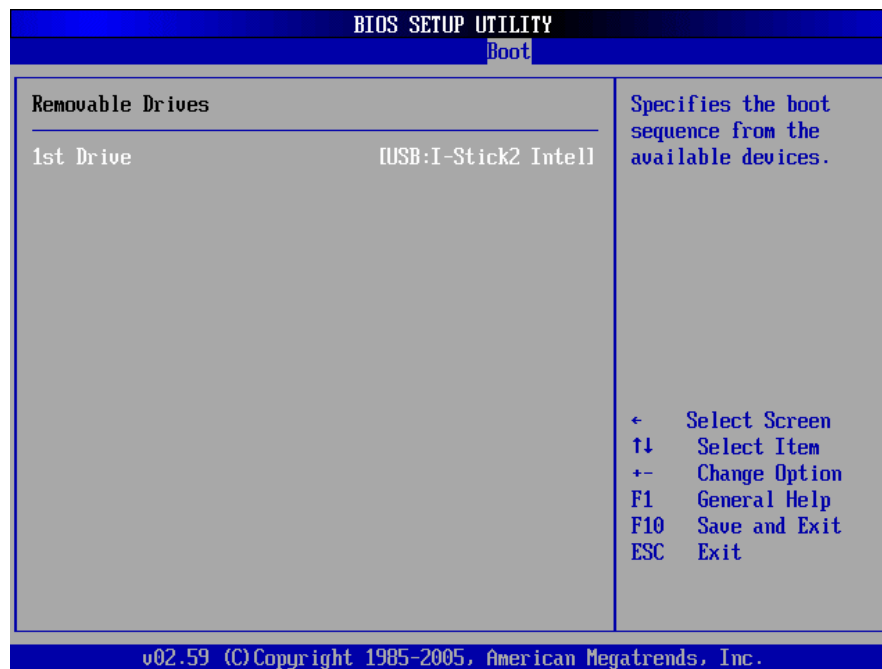 BIOS SETUP UTILITY
Boot
Removable Drives
1st Drive [USB:I-Stick2 Intel]
Specifies the boot
sequence from the
available devices.
← Select Screen
↑↓ Select Item
+- Change Option
F1 General Help
F10 Save and Exit
ESC Exit
v02.59 (C)Copyright 1985-2005, American Megatrends, Inc.